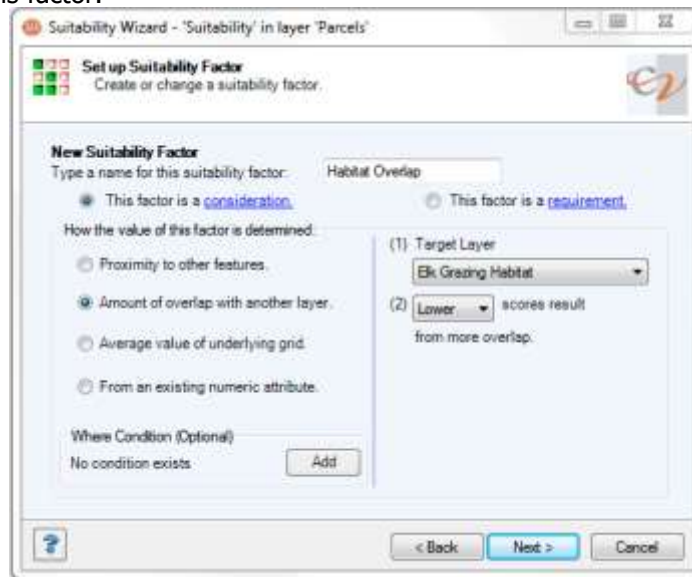 is factor:
Suitability Wizard - 'Suitability' in layer 'Parcels'
Set up Suitability Factor
Create or change a suitability factor.
New Suitability Factor
Type a name for this suitability factor: Habitat Overlap
This factor is a consideration. This factor is a requirement.
How the value of this factor is determined:
Proximity to other features.
Amount of overlap with another layer.
Average value of underlying grid.
From an existing numeric attribute.
(1) Target Layer
Elk Grazing Habitat
(2) Lower scores result
from more overlap.
Where Condition (Optional)
No condition exists Add
? < Back Next > Cancel